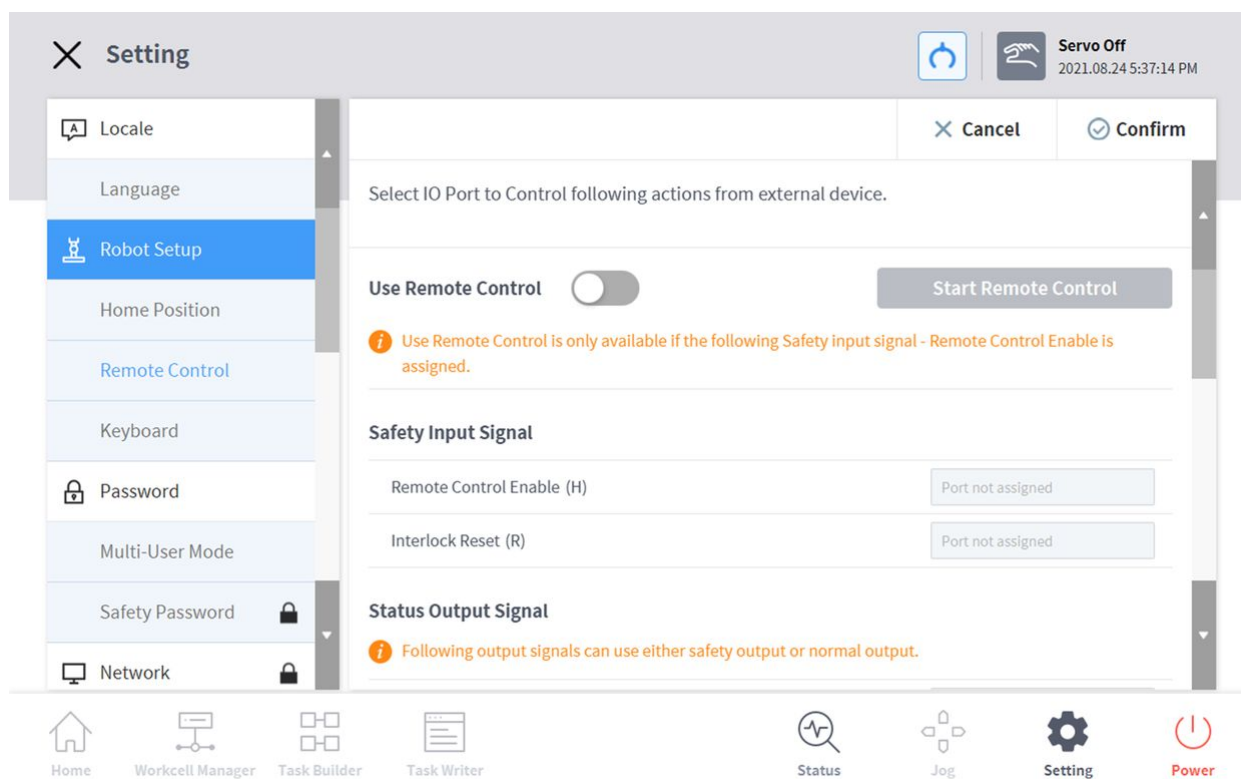 Setting
Servo Off
2021.08.24 5:37:14 PM
Locale
Language
Robot Setup
Home Position
Remote Control
Keyboard
Password
Multi-User Mode
Safety Password
Network
Cancel
Confirm
Select IO Port to Control following actions from external device.
Use Remote Control
Start Remote Control
Use Remote Control is only available if the following Safety input signal - Remote Control Enable is
assigned.
Safety Input Signal
Remote Control Enable (H)
Port not assigned
Interlock Reset (R)
Port not assigned
Status Output Signal
Following output signals can use either safety output or normal output.
Home
Workcell Manager
Task Builder
Task Writer
Status
Jog
Setting
Power